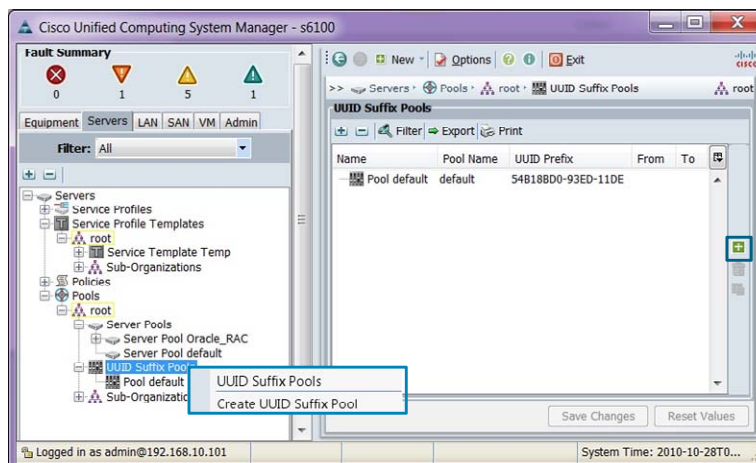 Cisco Unified Computing System Manager - s6100
Fault Summary
0 1 5 1
Equipment Servers LAN SAN VM Admin
Filter: All
Servers
Service Profiles
Service Profile Templates
root
Service Template Temp
Sub-Organizations
Policies
Pools
root
Server Pools
Server Pool Oracle_RAC
Server Pool default
UUID Suffix Pools
Pool default
Sub-Organizatio
UUID Suffix Pools
Create UUID Suffix Pool
New Options Exit
cisco
>> Servers Pools root UUID Suffix Pools root
UUID Suffix Pools
Filter Export Print
Name Pool Name UUID Prefix From To
Pool default default 54B18BD0-93ED-11DE
Save Changes Reset Values
Logged in as admin@192.168.10.101 System Time: 2010-10-28T0...